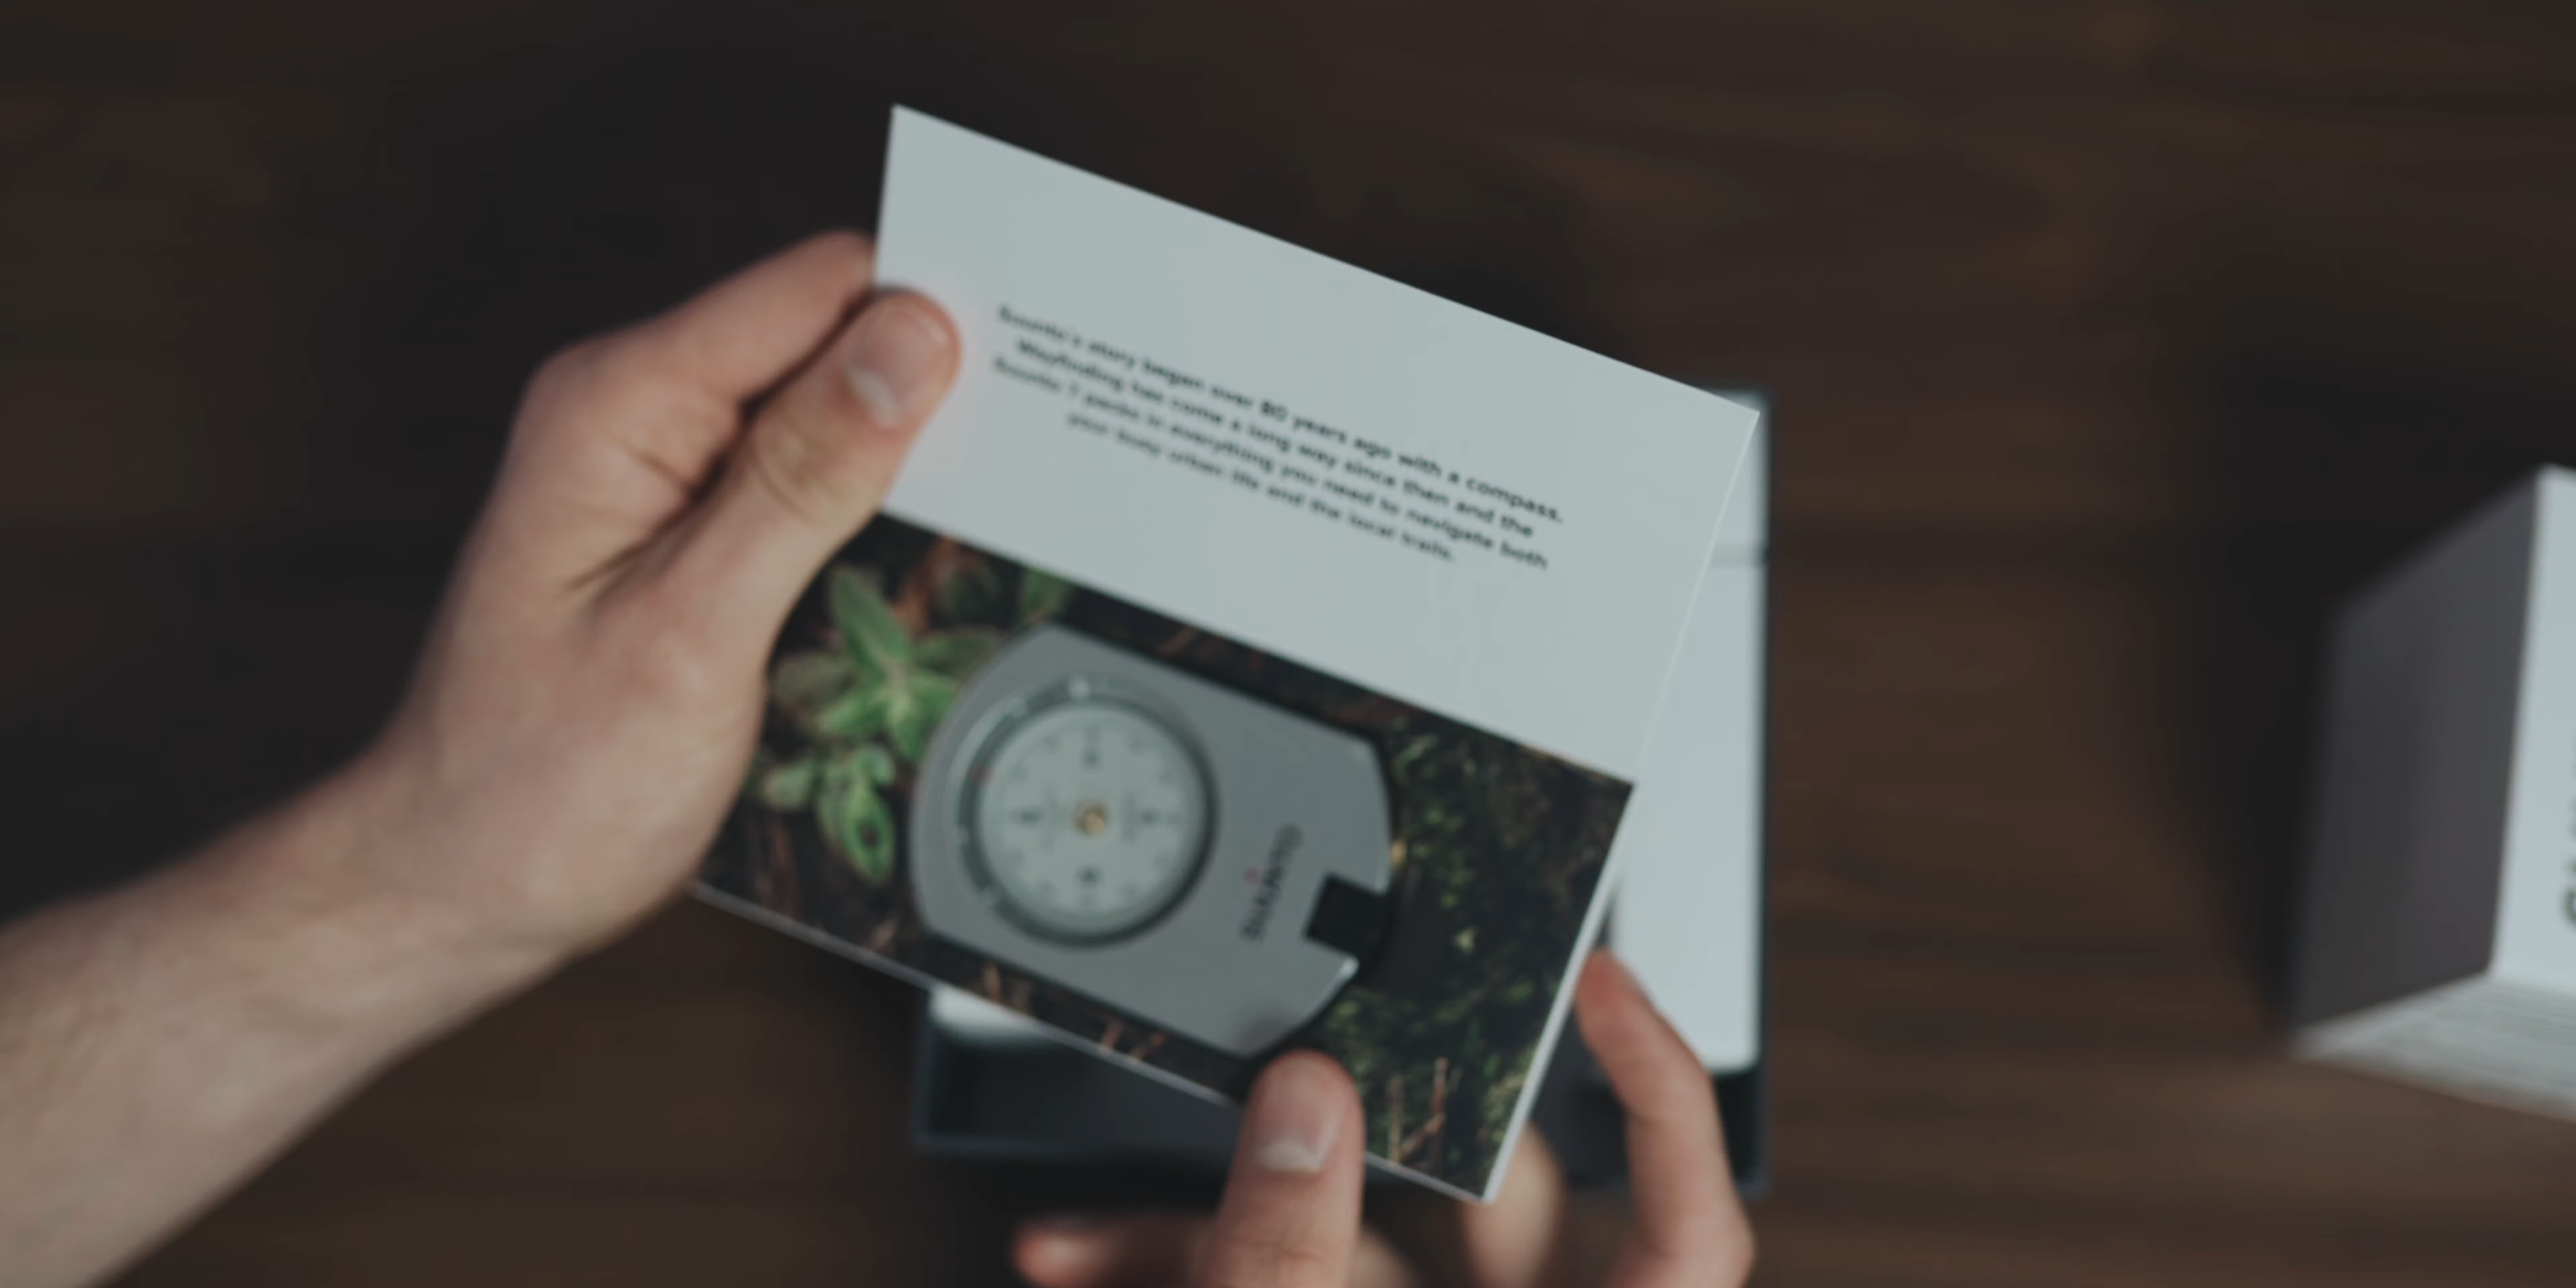 Suunto's story began over 80 years ago with a compass.
Wayfinding has come a long way since then and the
Suunto 7 packs in everything you need to navigate both
your busy urban life and the local trails.
SUUNTO